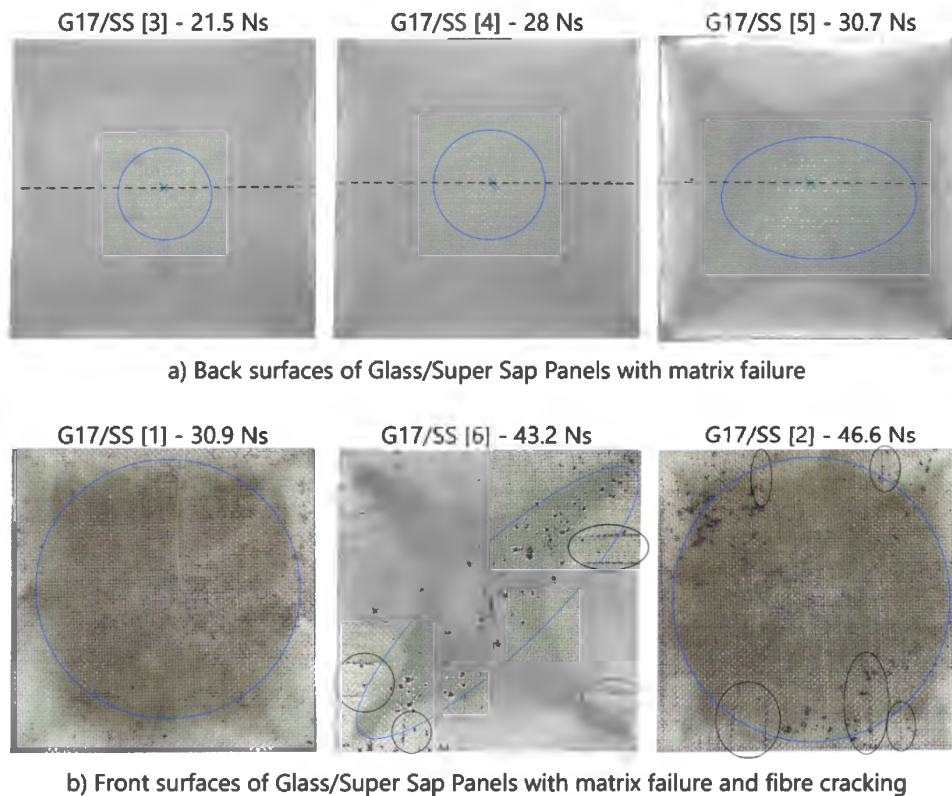 G17/SS [3] - 21.5 Ns
G17/SS [4] - 28 Ns
G17/SS [5] - 30.7 Ns
a) Back surfaces of Glass/Super Sap Panels with matrix failure
G17/SS [1] - 30.9 Ns
G17/SS [6] - 43.2 Ns
G17/SS [2] - 46.6 Ns
b) Front surfaces of Glass/Super Sap Panels with matrix failure and fibre cracking